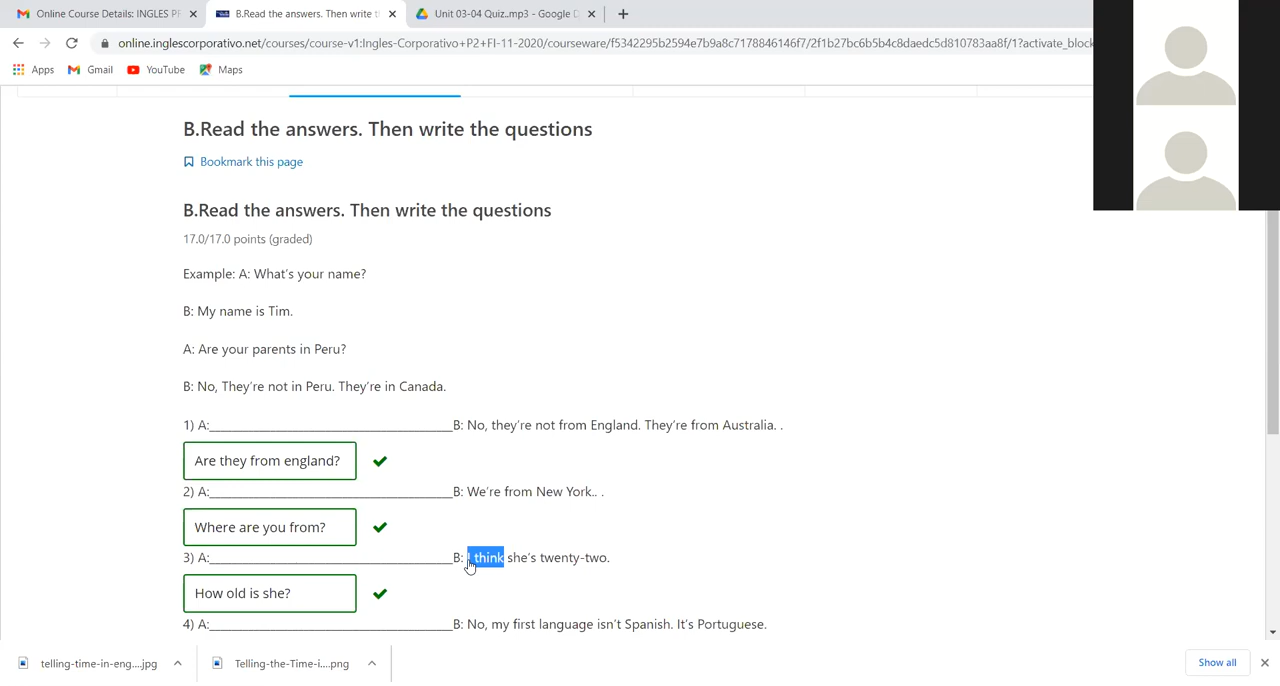 Online Course Details: INGLES PF
B.Read the answers. Then write t
Unit 03-04 Quiz..mp3 - Google D
online.inglescorporativo.net/courses/course-v1:Ingles-Corporativo+P2+FI-11-2020/courseware/f5342295b2594e7b9a8c7178846146f7/2f1b27bc6b5b4c8daedc5d810783aa8f/1?activate_block
Apps Gmail YouTube Maps
B.Read the answers. Then write the questions
Bookmark this page
B.Read the answers. Then write the questions
17.0/17.0 points (graded)
Example: A: What's your name?
B: My name is Tim.
A: Are your parents in Peru?
B: No, They're not in Peru. They're in Canada.
1) A:___________________________________B: No, they're not from England. They're from Australia. .
Are they from england?
2) A:___________________________________B: We're from New York.. .
Where are you from?
3) A:___________________________________B: I think she's twenty-two.
How old is she?
4) A:___________________________________B: No, my first language isn't Spanish. It's Portuguese.
telling-time-in-eng....jpg
Telling-the-Time-i....png
Show all